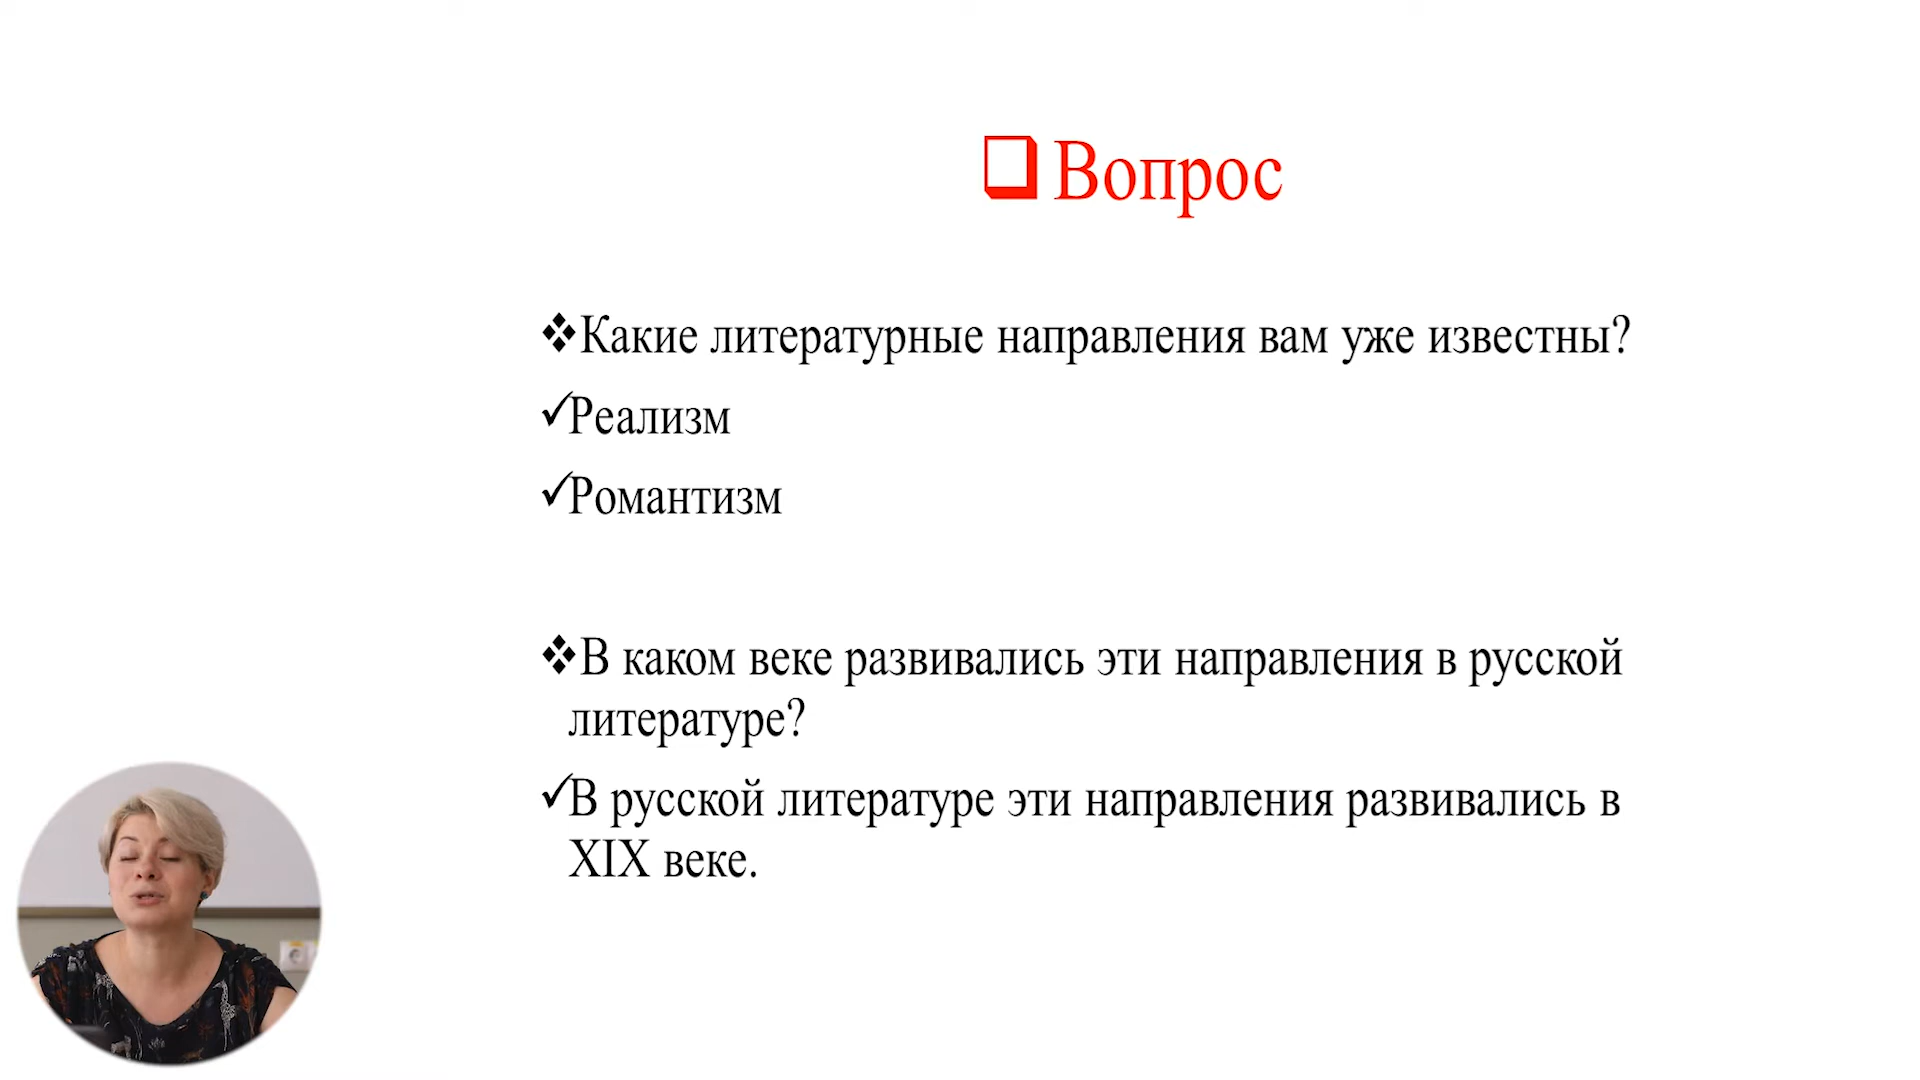 ❑ Вопрос
❖Какие литературные направления вам уже известны?
✓Реализм
✓Романтизм
❖В каком веке развивались эти направления в русской
литературе?
✓В русской литературе эти направления развивались в
XIX веке.